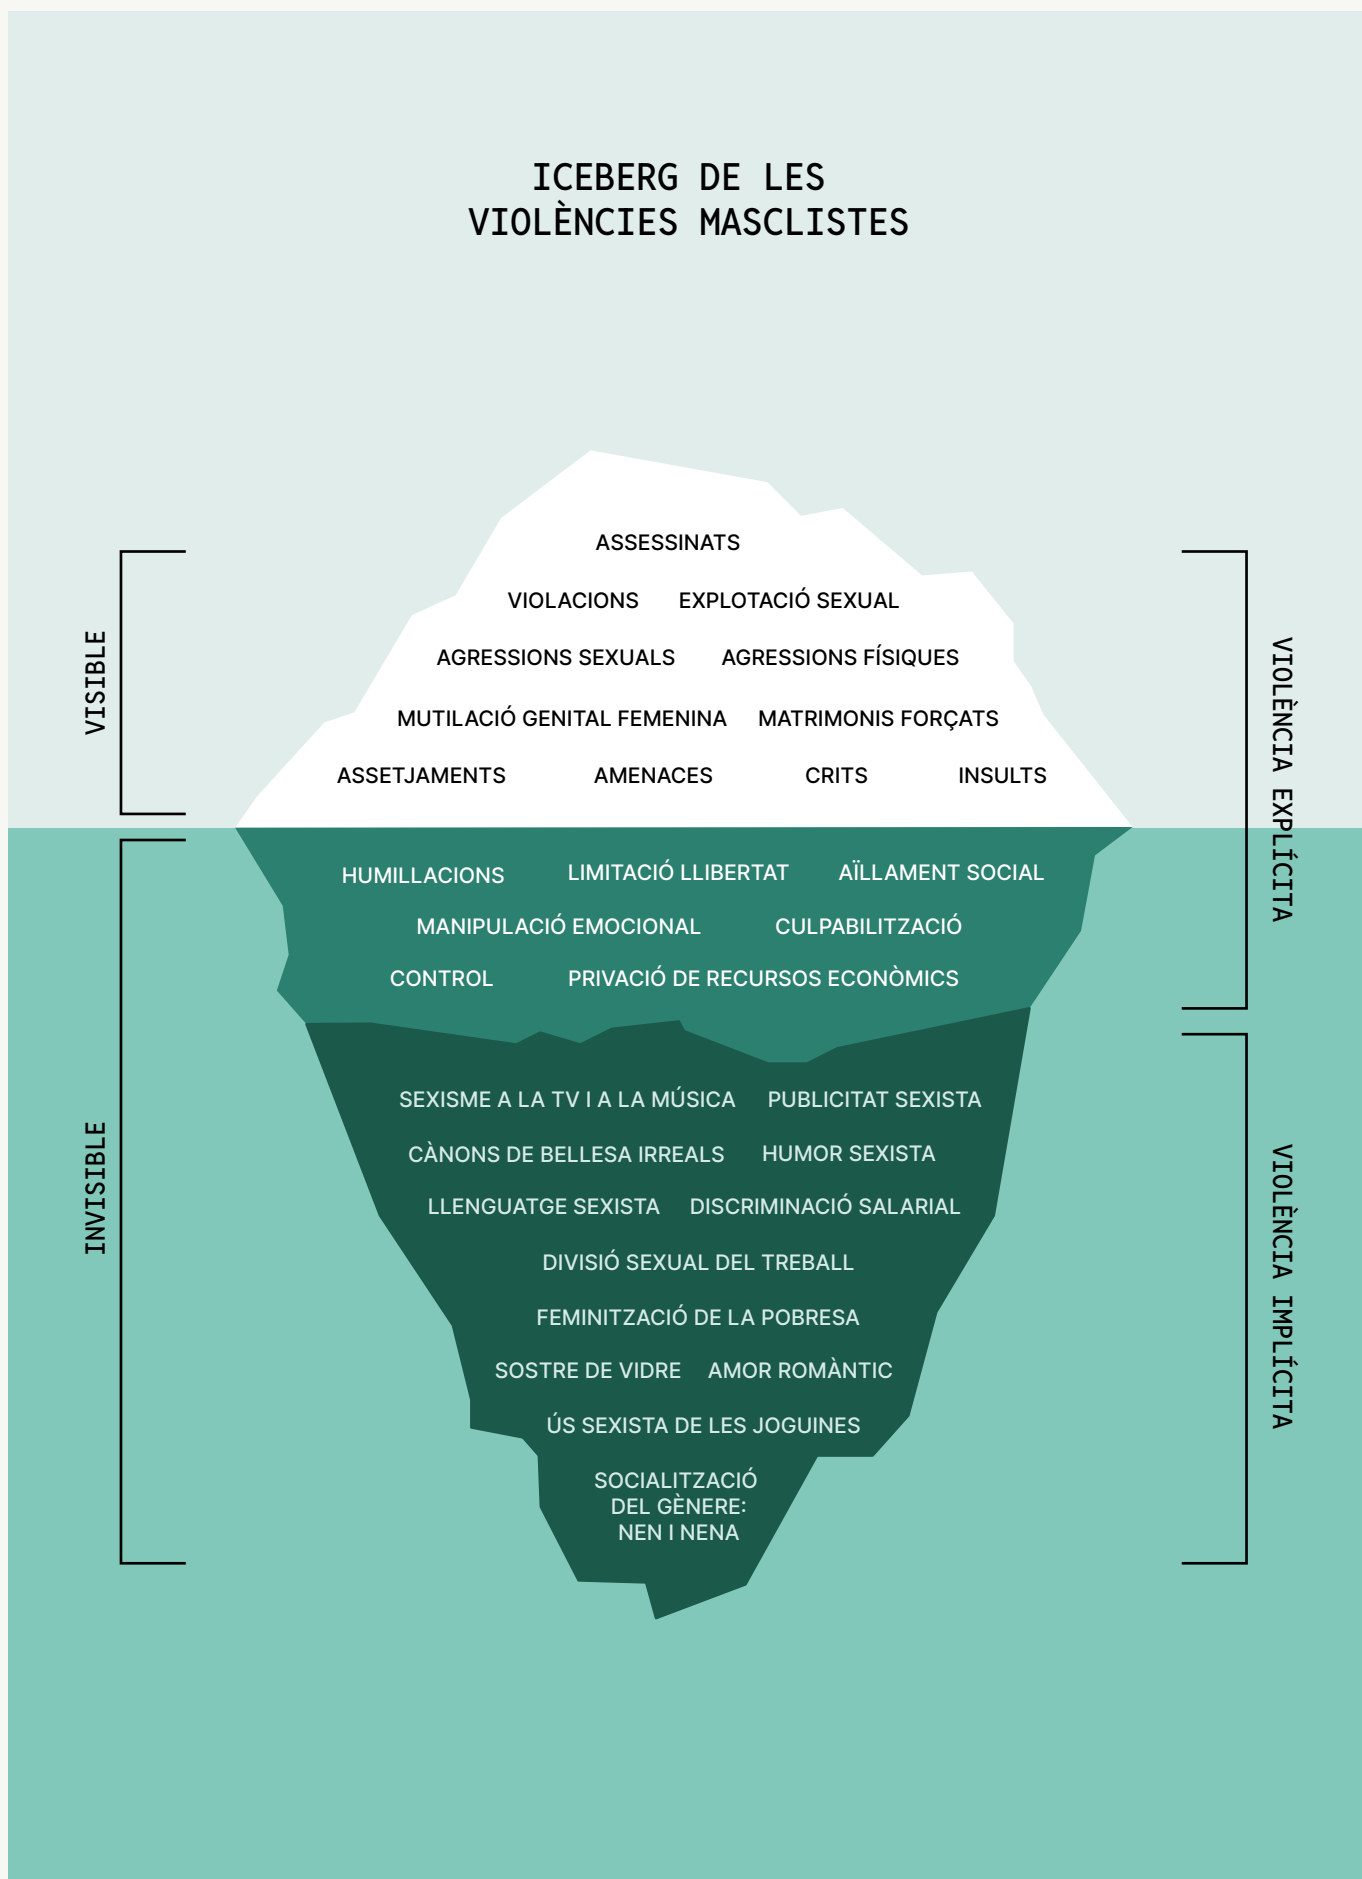 ICEBERG DE LES
VIOLÈNCIES MASCLISTES
ASSESSINATS
VIOLACIONS EXPLOTACIÓ SEXUAL
AGRESSIONS SEXUALS AGRESSIONS FÍSIQUES
MUTILACIÓ GENITAL FEMENINA MATRIMONIS FORÇATS
ASSETJAMENTS AMENACES CRITS INSULTS
VISIBLE
VIOLÈNCIA EXPLÍCITA
HUMILLACIONS LIMITACIÓ LLIBERTAT AÏLLAMENT SOCIAL
MANIPULACIÓ EMOCIONAL CULPABILITZACIÓ
CONTROL PRIVACIÓ DE RECURSOS ECONÒMICS
SEXISME A LA TV I A LA MÚSICA PUBLICITAT SEXISTA
CÀNONS DE BELLESA IRREALS HUMOR SEXISTA
LLENGUATGE SEXISTA DISCRIMINACIÓ SALARIAL
DIVISIÓ SEXUAL DEL TREBALL
FEMINITZACIÓ DE LA POBRESA
SOSTRE DE VIDRE AMOR ROMÀNTIC
ÚS SEXISTA DE LES JOGUINES
SOCIALITZACIÓ
DEL GÈNERE:
NEN I NENA
INVISIBLE
VIOLÈNCIA IMPLÍCITA